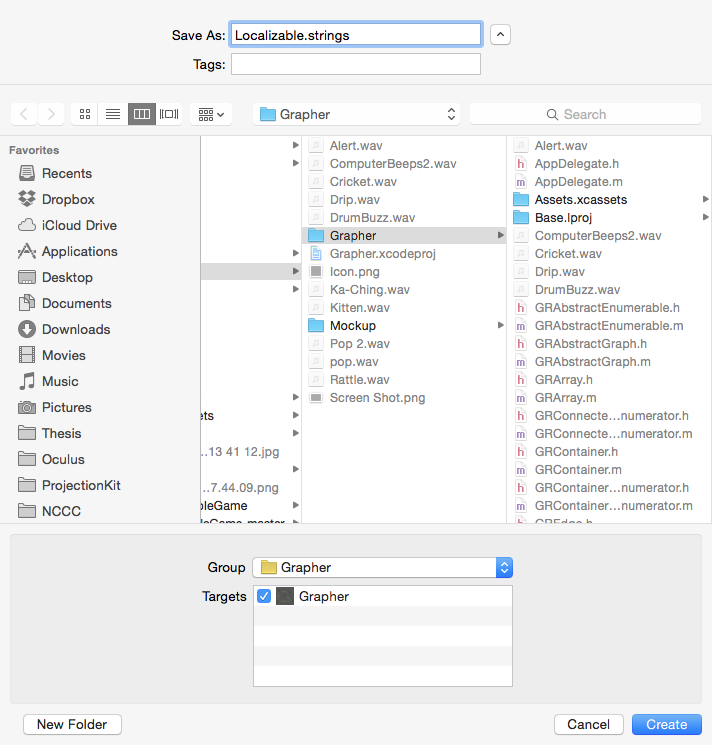 Save As: Localizable.strings
Tags:
Grapher
Search
Favorites
Recents
Dropbox
iCloud Drive
Applications
Desktop
Documents
Downloads
Movies
Music
Pictures
Thesis
Oculus
ProjectionKit
NCCC
ets
...13 41 12.jpg
...7.44.09.png
bleGame
Alert.wav
ComputerBeeps2.wav
Cricket.wav
Drip.wav
DrumBuzz.wav
Grapher
Grapher.xcodeproj
Icon.png
Ka-Ching.wav
Kitten.wav
Mockup
Pop 2.wav
pop.wav
Rattle.wav
Screen Shot.png
Alert.wav
h AppDelegate.h
m AppDelegate.m
Assets.xcassets
Base.lproj
ComputerBeeps2.wav
Cricket.wav
Drip.wav
DrumBuzz.wav
h GRAbstractEnumerable.h
m GRAbstractEnumerable.m
h GRAbstractGraph.h
m GRAbstractGraph.m
h GRArray.h
m GRArray.m
h GRConnecte...numerator.h
m GRConnecte...numerator.m
h GRContainer.h
m GRContainer.m
h GRContainer...numerator.h
m GRContainer...numerator.m
GREdge.h
Group Grapher
Targets Grapher
New Folder
Cancel
Create